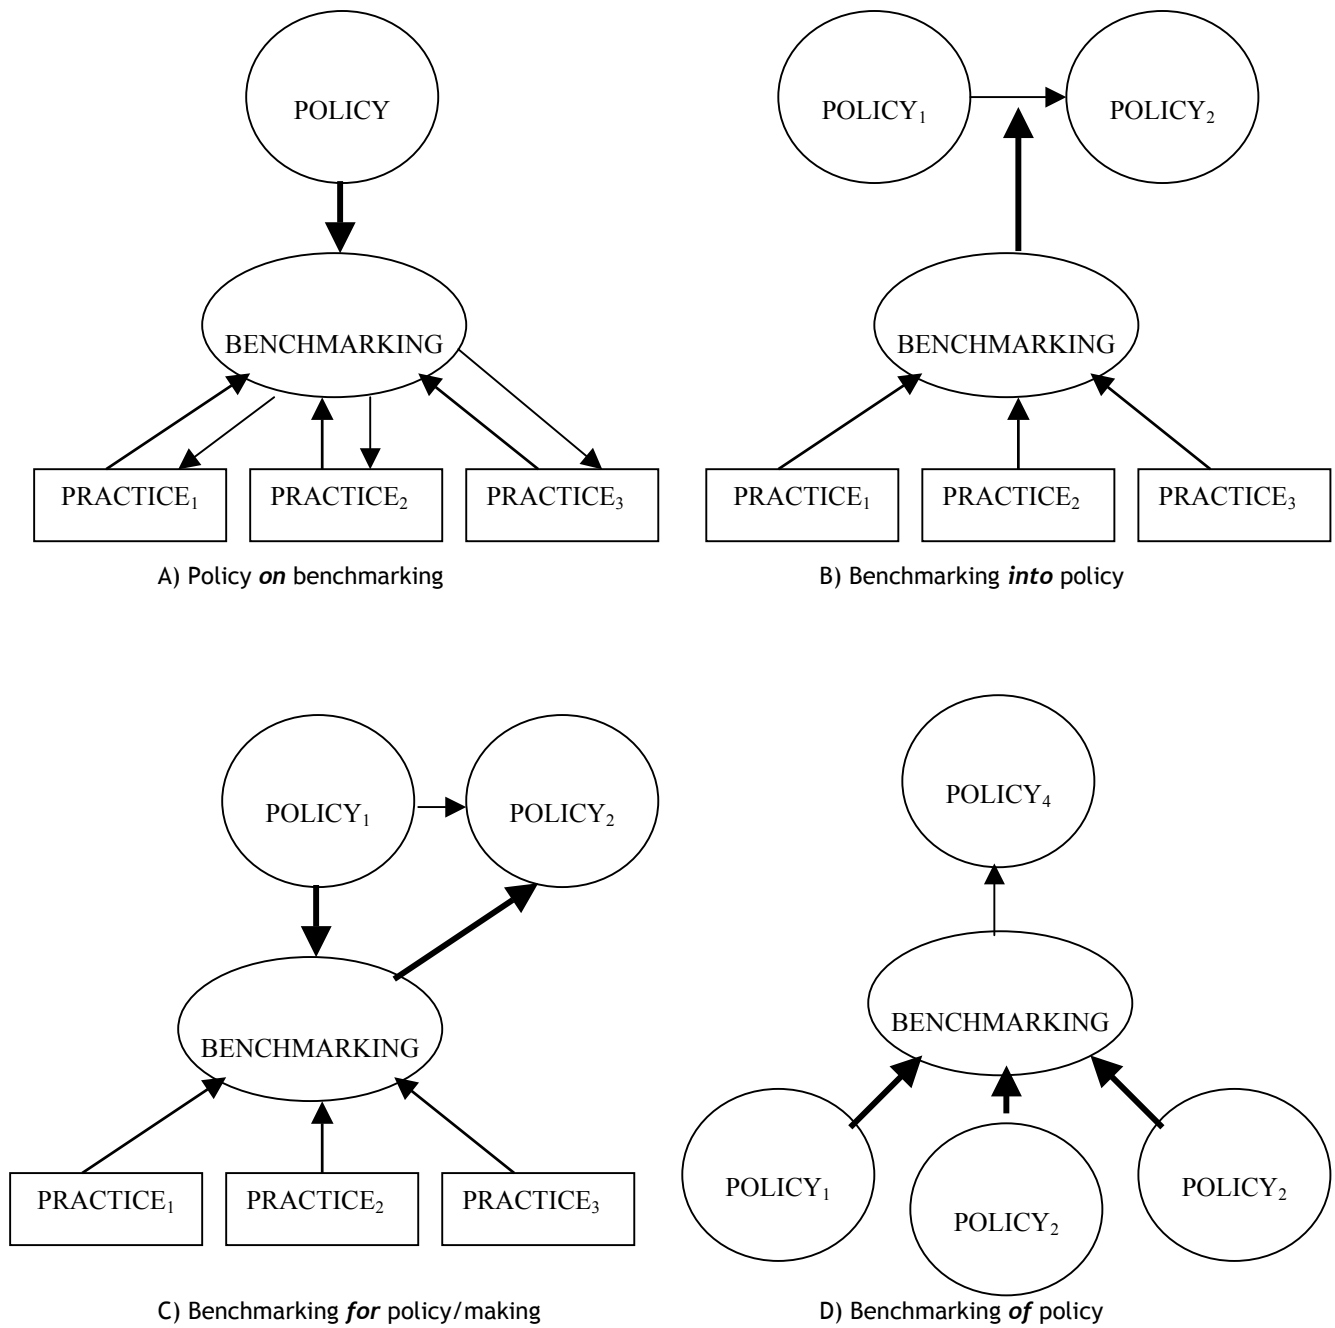 POLICY
BENCHMARKING
PRACTICE₁ PRACTICE₂ PRACTICE₃
A) Policy on benchmarking
POLICY₁ POLICY₂
BENCHMARKING
PRACTICE₁ PRACTICE₂ PRACTICE₃
B) Benchmarking into policy
POLICY₁ POLICY₂
BENCHMARKING
PRACTICE₁ PRACTICE₂ PRACTICE₃
C) Benchmarking for policy/making
POLICY₄
BENCHMARKING
POLICY₁ POLICY₂ POLICY₂
D) Benchmarking of policy